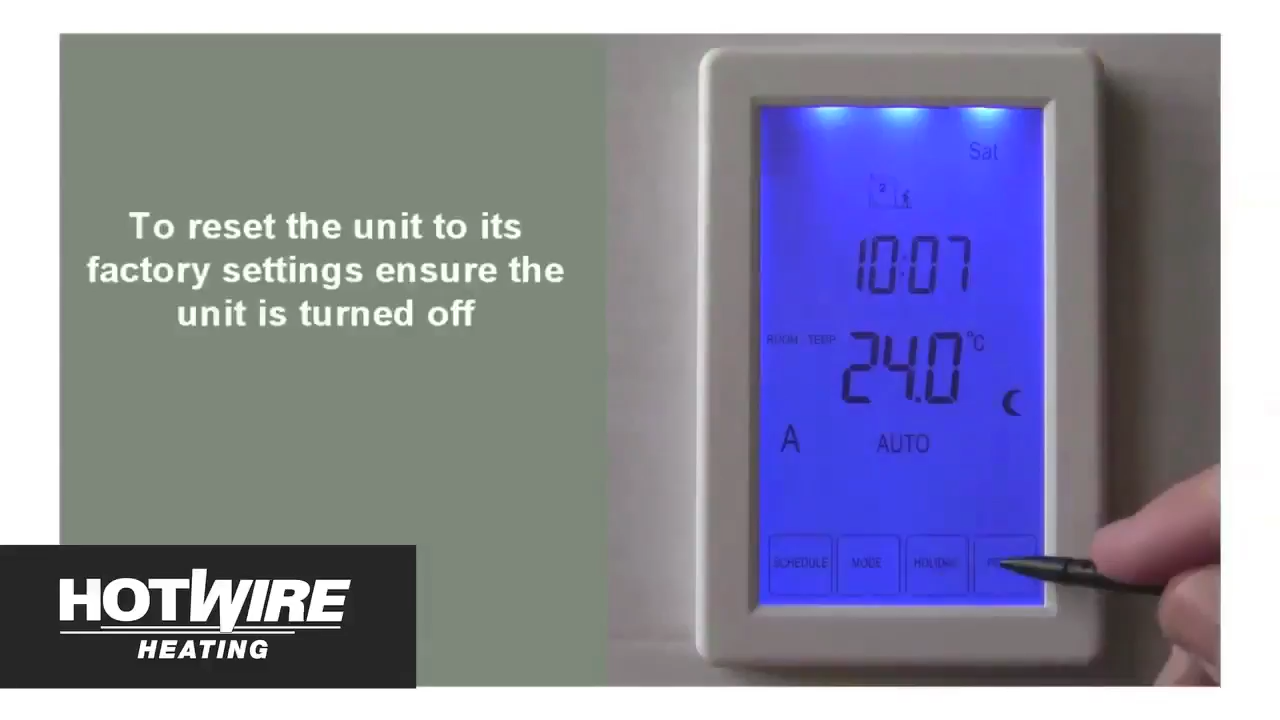 To reset the unit to its
factory settings ensure the
unit is turned off
Sat
2
10:07
ROOM TEMP
24.0 °C
A
AUTO
SCHEDULE MODE HOLIDAY
HOTWIRE
HEATING